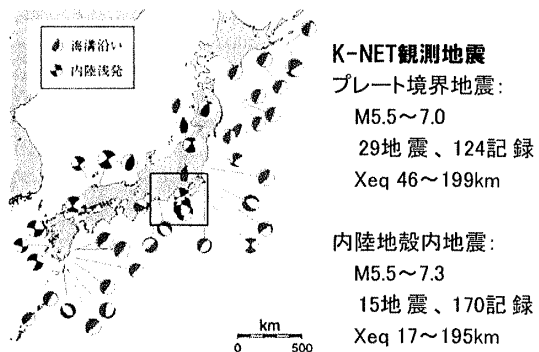 海溝沿い
内陸浅発
K-NET観測地震
プレート境界地震:
M5.5～7.0
29地震、124記録
Xeq 46～199km
内陸地殻内地震:
M5.5～7.3
15地震、170記録
Xeq 17～195km
km
0 500